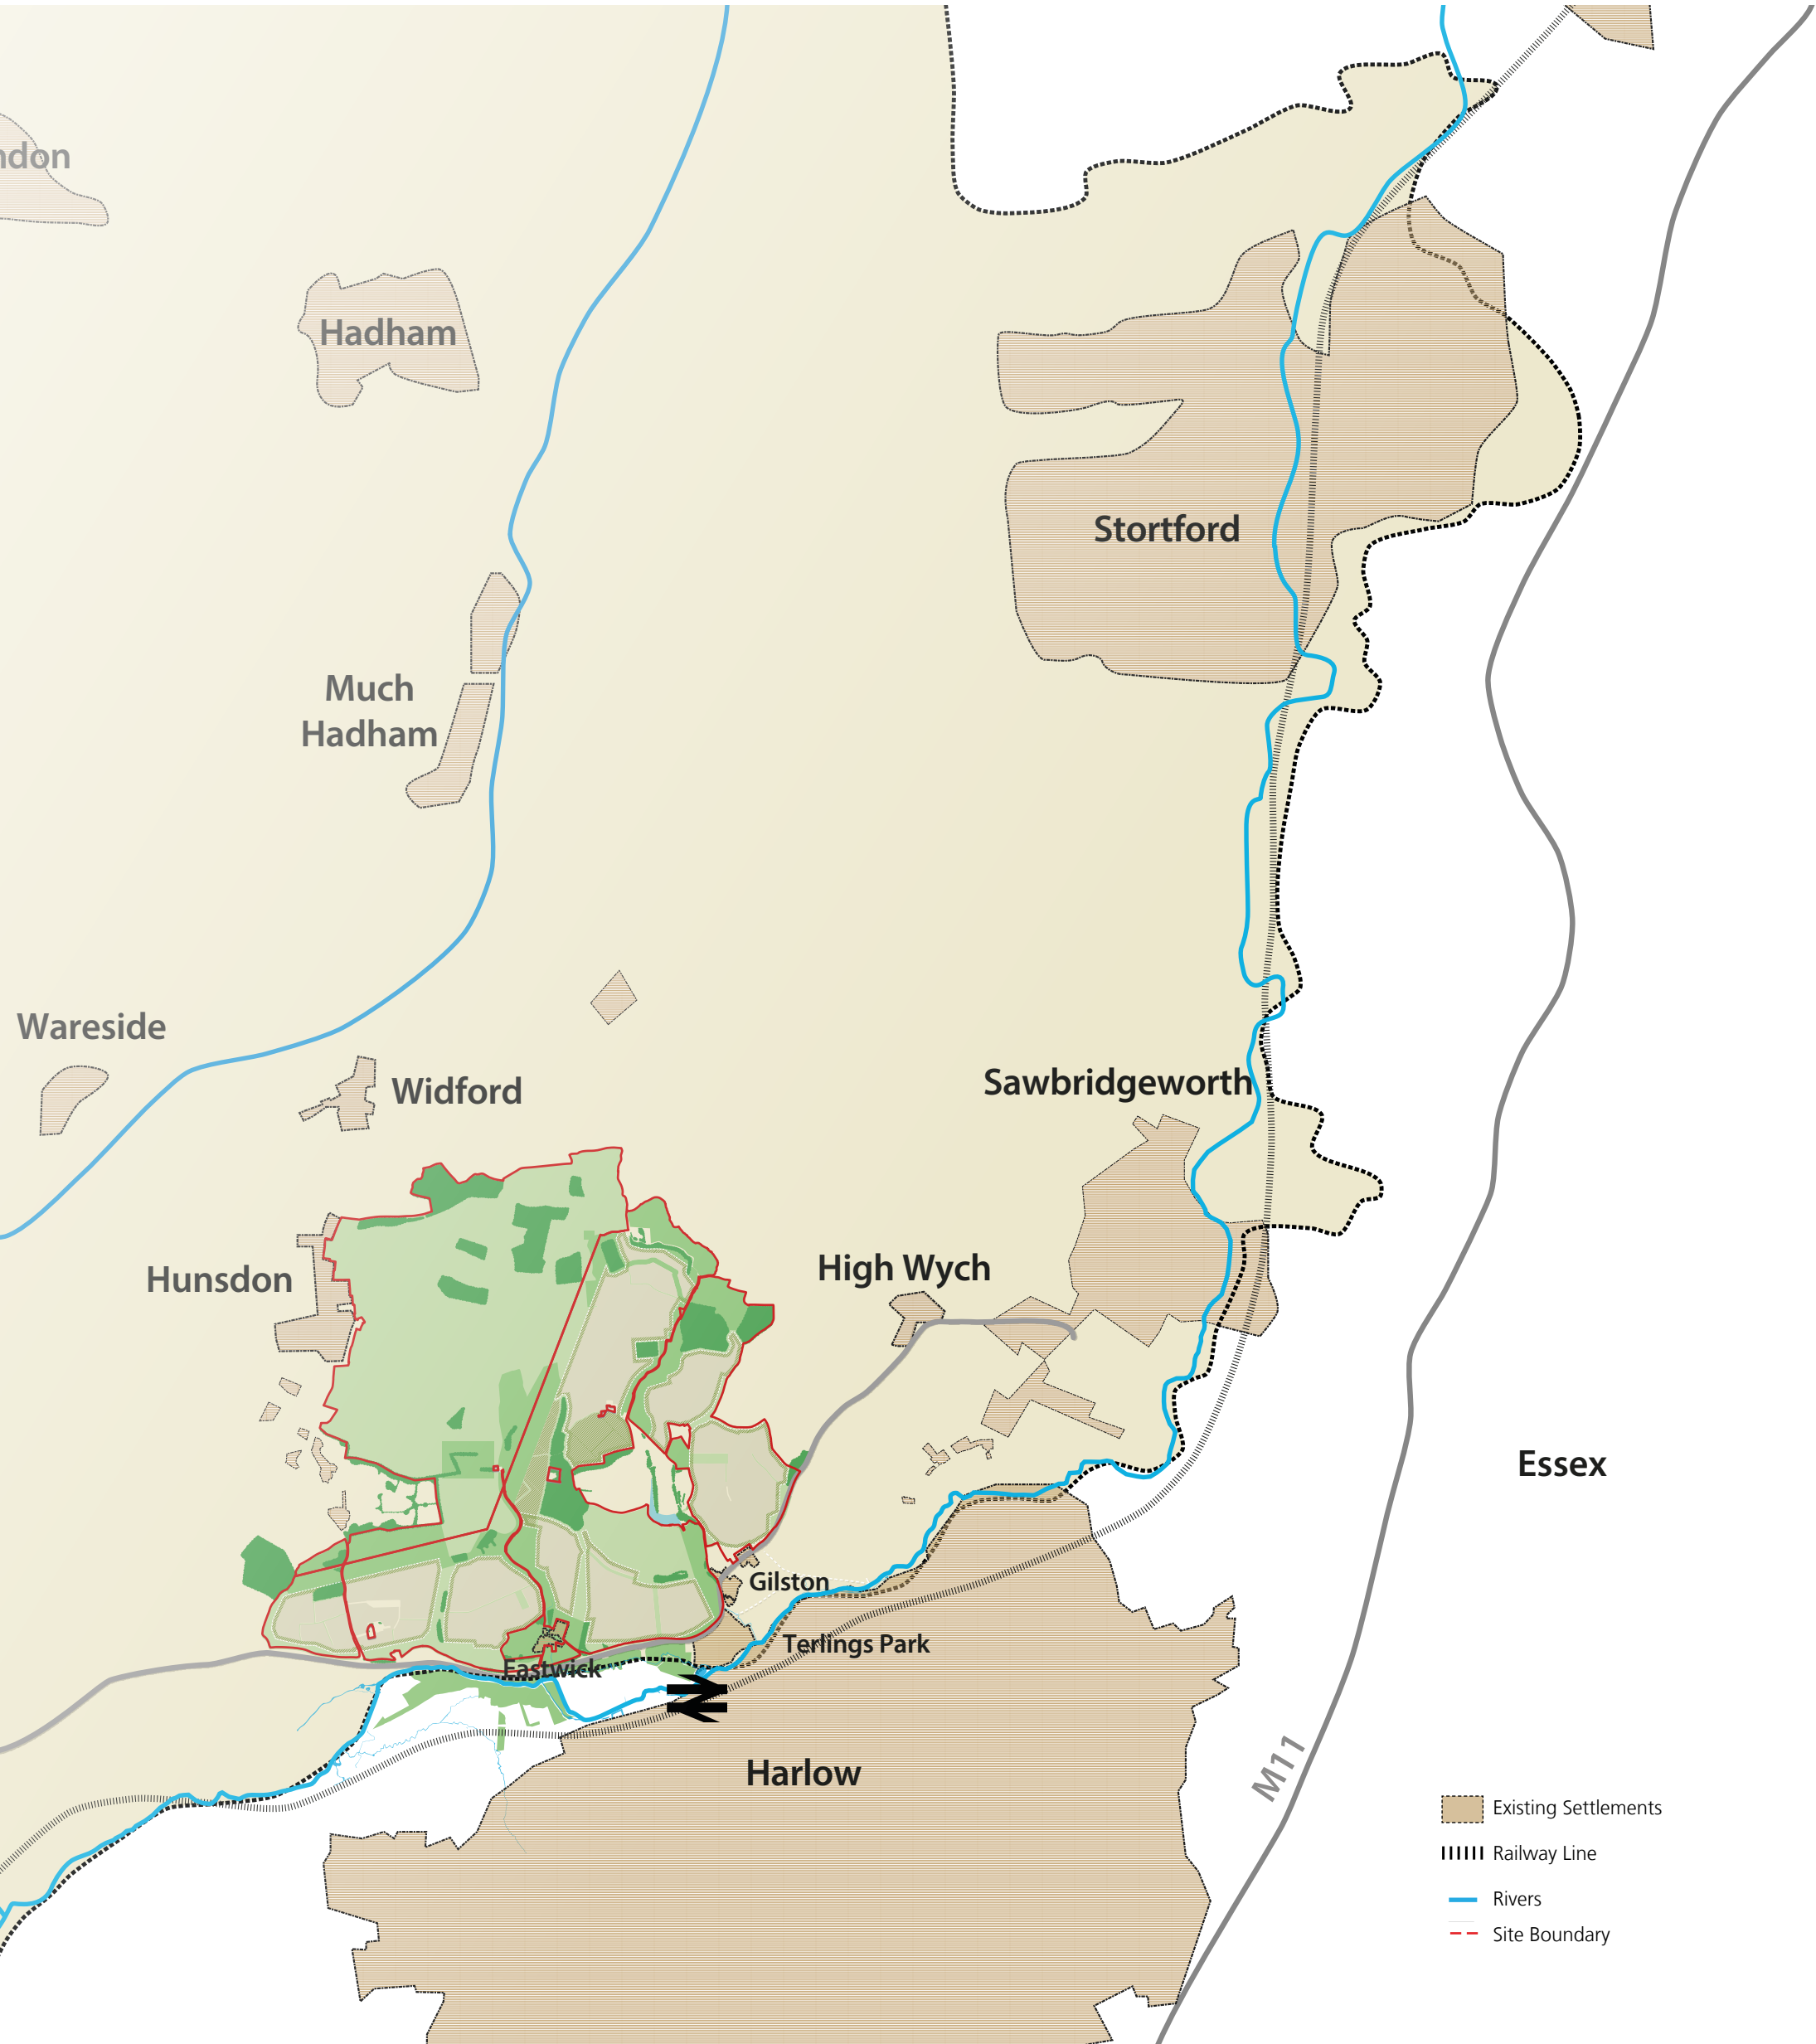 Hadham
Stortford
Much
Hadham
Wareside
Sawbridgeworth
Widford
High Wych
Hunsdon
Essex
Gilston
Terlings Park
Eastwick
Harlow
M11
Existing Settlements
Railway Line
Rivers
Site Boundary